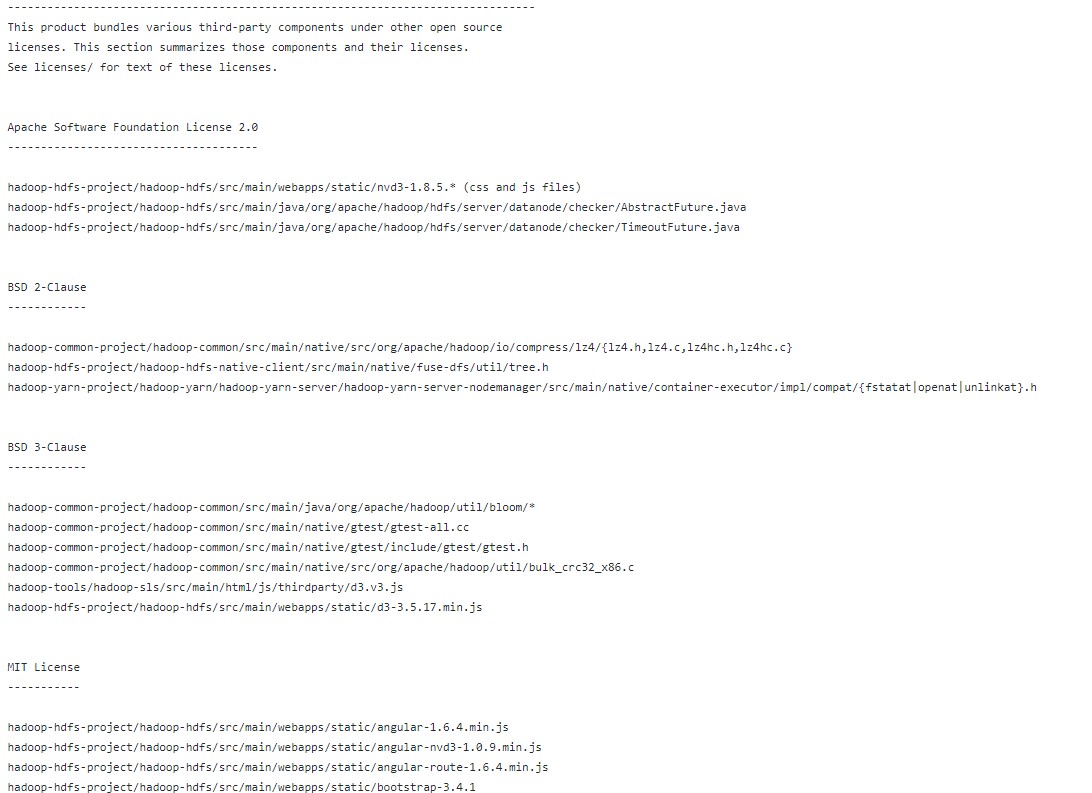 --------------------------------------------------------------------------------
This product bundles various third-party components under other open source
licenses. This section summarizes those components and their licenses.
See licenses/ for text of these licenses.
Apache Software Foundation License 2.0
--------------------------------------
hadoop-hdfs-project/hadoop-hdfs/src/main/webapps/static/nvd3-1.8.5.* (css and js files)
hadoop-hdfs-project/hadoop-hdfs/src/main/java/org/apache/hadoop/hdfs/server/datanode/checker/AbstractFuture.java
hadoop-hdfs-project/hadoop-hdfs/src/main/java/org/apache/hadoop/hdfs/server/datanode/checker/TimeoutFuture.java
BSD 2-Clause
------------
hadoop-common-project/hadoop-common/src/main/native/src/org/apache/hadoop/io/compress/lz4/{lz4.h,lz4.c,lz4hc.h,lz4hc.c}
hadoop-hdfs-project/hadoop-hdfs-native-client/src/main/native/fuse-dfs/util/tree.h
hadoop-yarn-project/hadoop-yarn/hadoop-yarn-server/hadoop-yarn-server-nodemanager/src/main/native/container-executor/impl/compat/{fstatat|openat|unlinkat}.h
BSD 3-Clause
------------
hadoop-common-project/hadoop-common/src/main/java/org/apache/hadoop/util/bloom/*
hadoop-common-project/hadoop-common/src/main/native/gtest/gtest-all.cc
hadoop-common-project/hadoop-common/src/main/native/gtest/include/gtest/gtest.h
hadoop-common-project/hadoop-common/src/main/native/src/org/apache/hadoop/util/bulk_crc32_x86.c
hadoop-tools/hadoop-sls/src/main/html/js/thirdparty/d3.v3.js
hadoop-hdfs-project/hadoop-hdfs/src/main/webapps/static/d3-3.5.17.min.js
MIT License
-----------
hadoop-hdfs-project/hadoop-hdfs/src/main/webapps/static/angular-1.6.4.min.js
hadoop-hdfs-project/hadoop-hdfs/src/main/webapps/static/angular-nvd3-1.0.9.min.js
hadoop-hdfs-project/hadoop-hdfs/src/main/webapps/static/angular-route-1.6.4.min.js
hadoop-hdfs-project/hadoop-hdfs/src/main/webapps/static/bootstrap-3.4.1